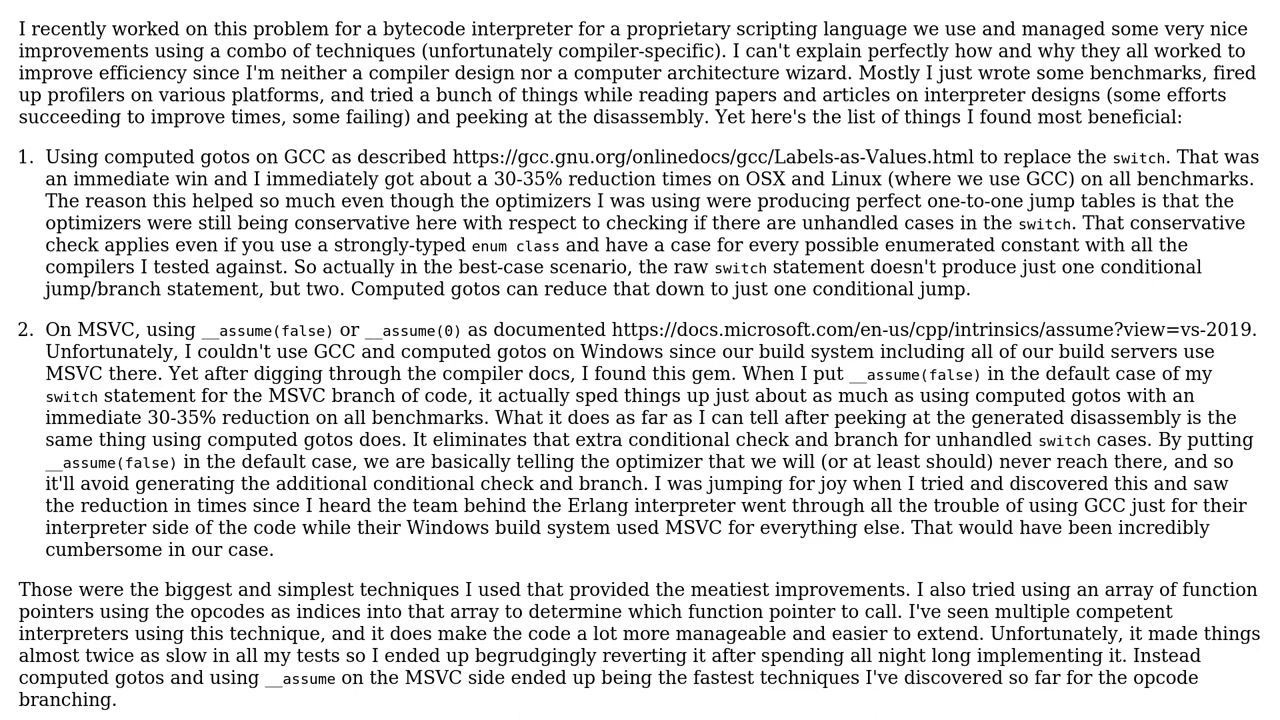 I recently worked on this problem for a bytecode interpreter for a proprietary scripting language we use and managed some very nice
improvements using a combo of techniques (unfortunately compiler-specific). I can't explain perfectly how and why they all worked to
improve efficiency since I'm neither a compiler design nor a computer architecture wizard. Mostly I just wrote some benchmarks, fired
up profilers on various platforms, and tried a bunch of things while reading papers and articles on interpreter designs (some efforts
succeeding to improve times, some failing) and peeking at the disassembly. Yet here's the list of things I found most beneficial:
1. Using computed gotos on GCC as described https://gcc.gnu.org/onlinedocs/gcc/Labels-as-Values.html to replace the switch. That was
an immediate win and I immediately got about a 30-35% reduction times on OSX and Linux (where we use GCC) on all benchmarks.
The reason this helped so much even though the optimizers I was using were producing perfect one-to-one jump tables is that the
optimizers were still being conservative here with respect to checking if there are unhandled cases in the switch. That conservative
check applies even if you use a strongly-typed enum class and have a case for every possible enumerated constant with all the
compilers I tested against. So actually in the best-case scenario, the raw switch statement doesn't produce just one conditional
jump/branch statement, but two. Computed gotos can reduce that down to just one conditional jump.
2. On MSVC, using __assume(false) or __assume(0) as documented https://docs.microsoft.com/en-us/cpp/intrinsics/assume?view=vs-2019.
Unfortunately, I couldn't use GCC and computed gotos on Windows since our build system including all of our build servers use
MSVC there. Yet after digging through the compiler docs, I found this gem. When I put __assume(false) in the default case of my
switch statement for the MSVC branch of code, it actually sped things up just about as much as using computed gotos with an
immediate 30-35% reduction on all benchmarks. What it does as far as I can tell after peeking at the generated disassembly is the
same thing using computed gotos does. It eliminates that extra conditional check and branch for unhandled switch cases. By putting
__assume(false) in the default case, we are basically telling the optimizer that we will (or at least should) never reach there, and so
it'll avoid generating the additional conditional check and branch. I was jumping for joy when I tried and discovered this and saw
the reduction in times since I heard the team behind the Erlang interpreter went through all the trouble of using GCC just for their
interpreter side of the code while their Windows build system used MSVC for everything else. That would have been incredibly
cumbersome in our case.
Those were the biggest and simplest techniques I used that provided the meatiest improvements. I also tried using an array of function
pointers using the opcodes as indices into that array to determine which function pointer to call. I've seen multiple competent
interpreters using this technique, and it does make the code a lot more manageable and easier to extend. Unfortunately, it made things
almost twice as slow in all my tests so I ended up begrudgingly reverting it after spending all night long implementing it. Instead
computed gotos and using __assume on the MSVC side ended up being the fastest techniques I've discovered so far for the opcode
branching.